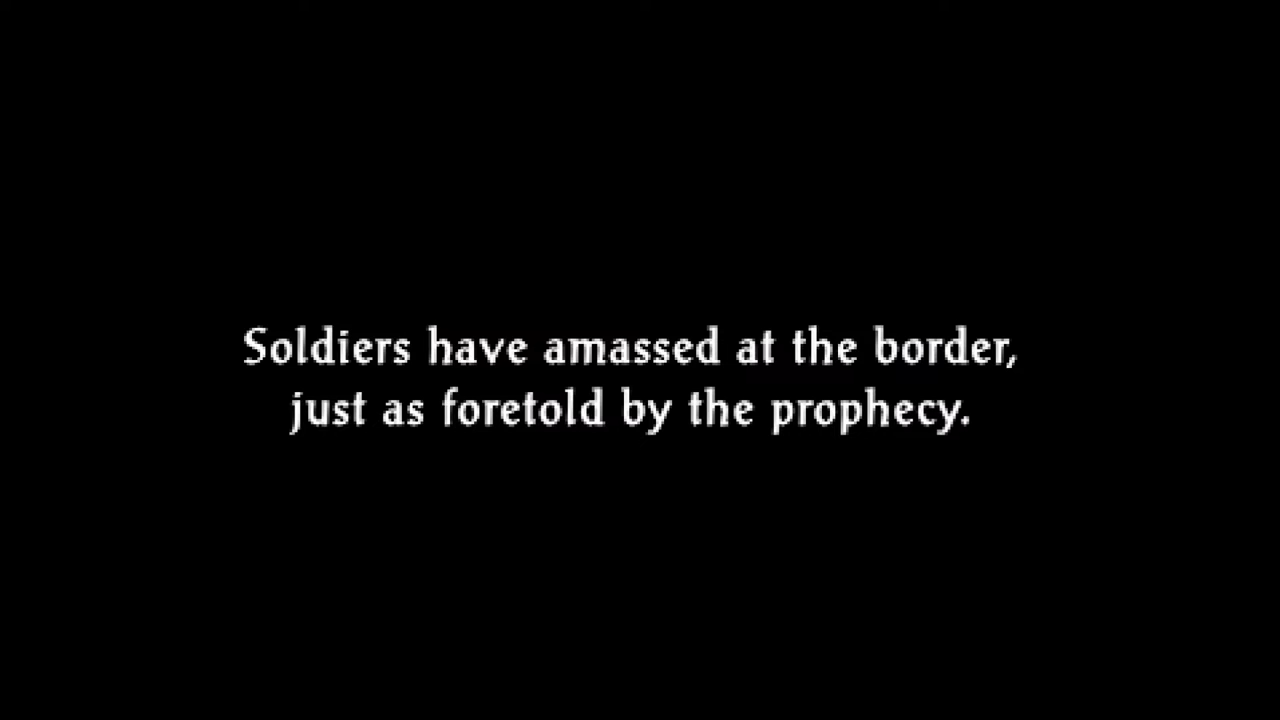 Soldiers have amassed at the border,
just as foretold by the prophecy.